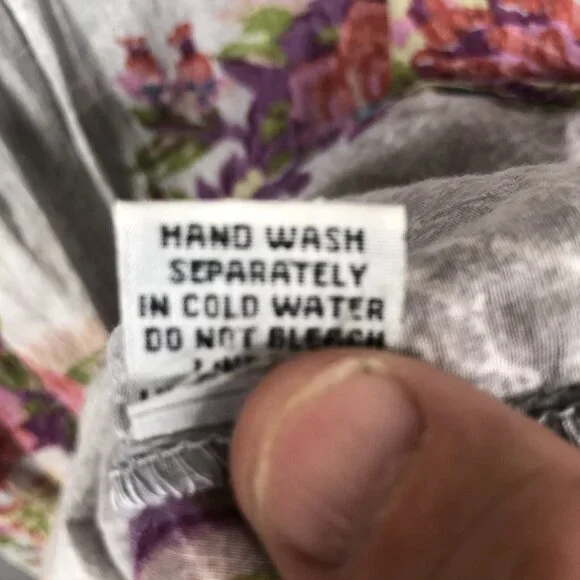 HAND WASH
SEPARATELY
IN COLD WATER
DO NOT BLEACH